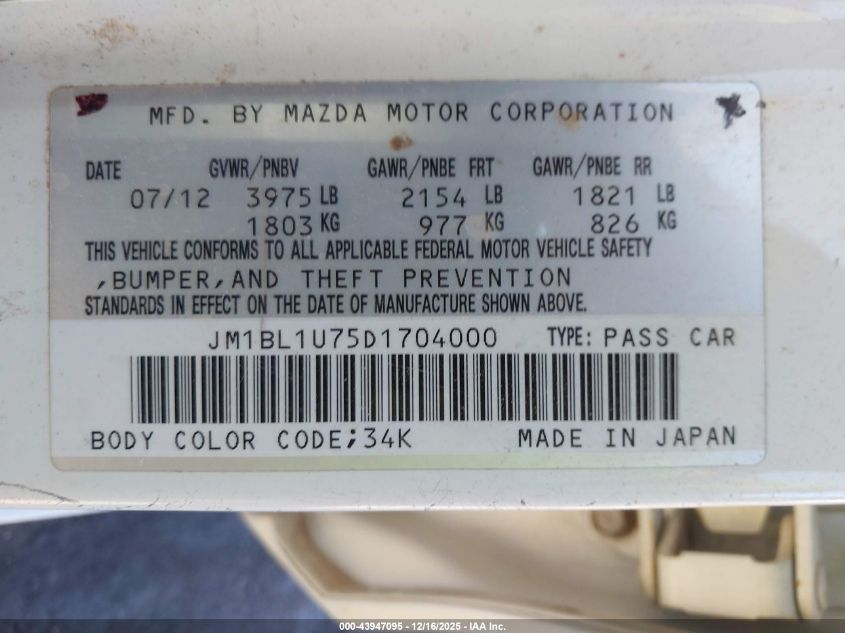 MFD. BY MAZDA MOTOR CORPORATION
DATE GVWR/PNBV GAWR/PNBE FRT GAWR/PNBE RR
07/12 3975 LB 2154 LB 1821 LB
1803 KG 977 KG 826 KG
THIS VEHICLE CONFORMS TO ALL APPLICABLE FEDERAL MOTOR VEHICLE SAFETY
,BUMPER,AND THEFT PREVENTION
STANDARDS IN EFFECT ON THE DATE OF MANUFACTURE SHOWN ABOVE.
JM1BL1U75D1704000 TYPE: PASS CAR
BODY COLOR CODE;34K MADE IN JAPAN
000-43947095 - 12/16/2025 - IAA Inc.